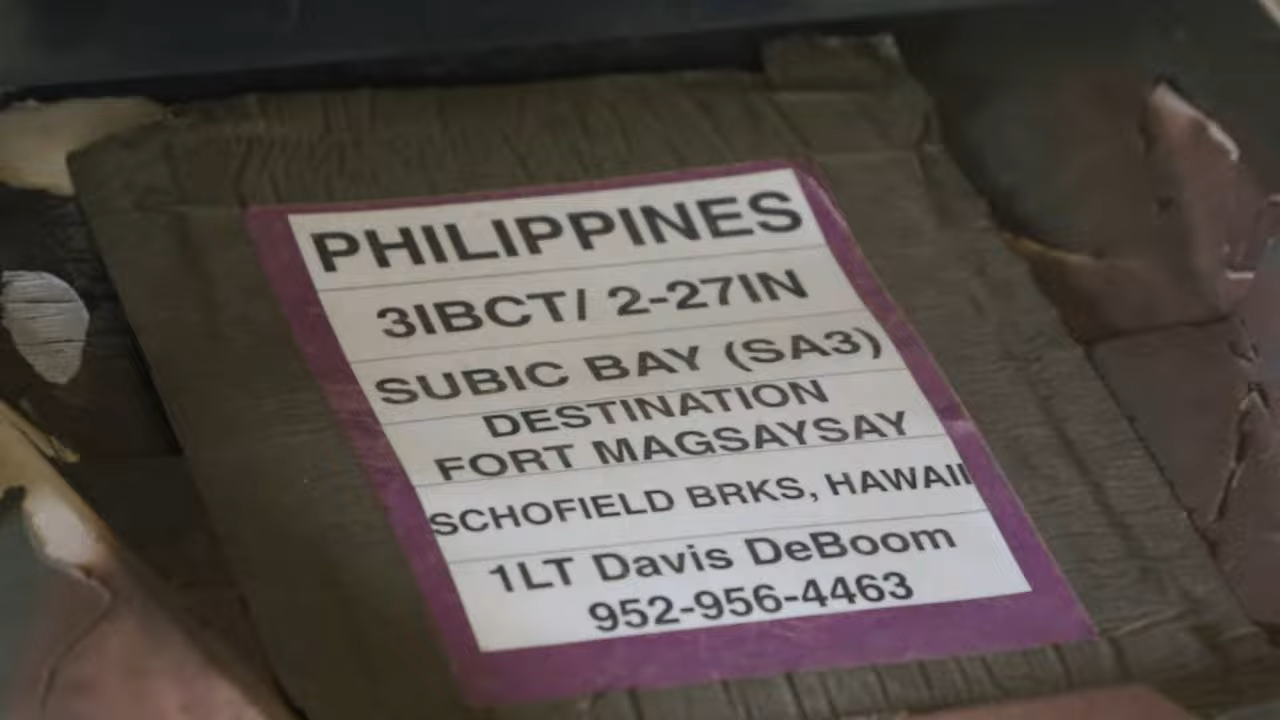 PHILIPPINES
3IBCT/ 2-27IN
SUBIC BAY (SA3)
DESTINATION
FORT MAGSAYSAY
SCHOFIELD BRKS, HAWAII
1LT Davis DeBoom
952-956-4463